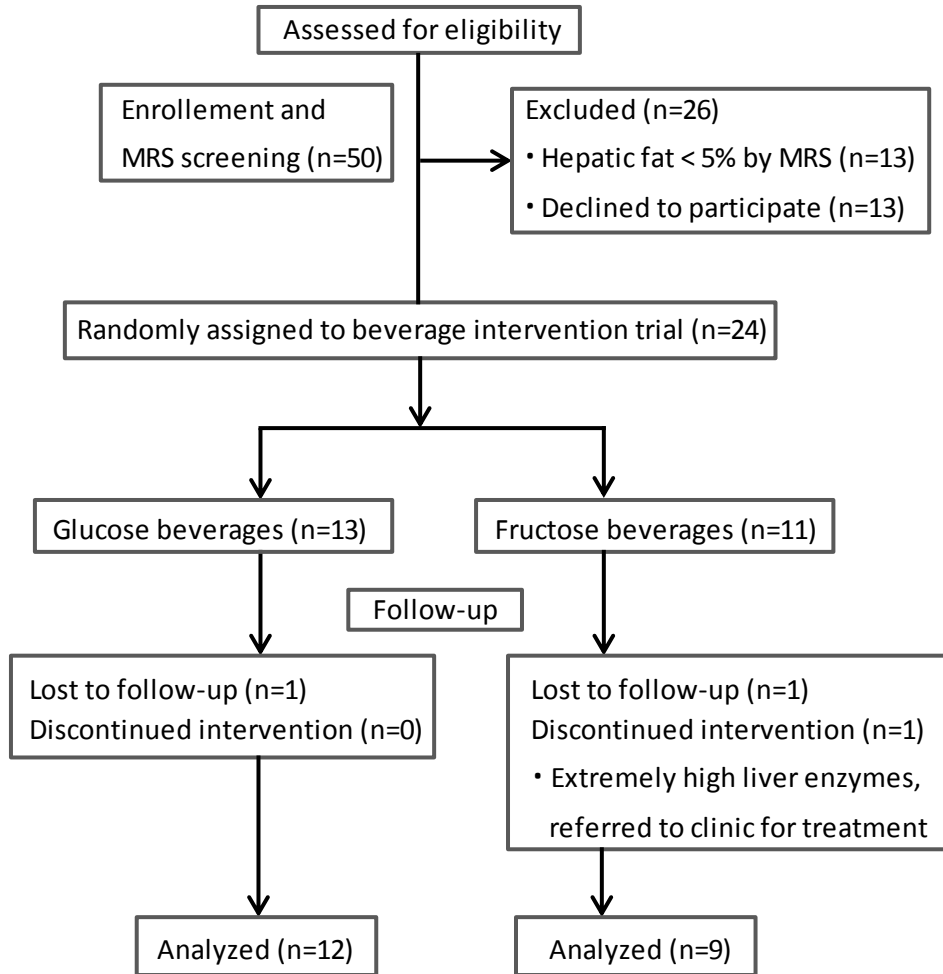 Assessed for eligibility
Enrollement and
MRS screening (n=50)
Excluded (n=26)
· Hepatic fat < 5% by MRS (n=13)
· Declined to participate (n=13)
Randomly assigned to beverage intervention trial (n=24)
Glucose beverages (n=13)
Fructose beverages (n=11)
Follow-up
Lost to follow-up (n=1)
Discontinued intervention (n=0)
Lost to follow-up (n=1)
Discontinued intervention (n=1)
· Extremely high liver enzymes,
referred to clinic for treatment
Analyzed (n=12)
Analyzed (n=9)